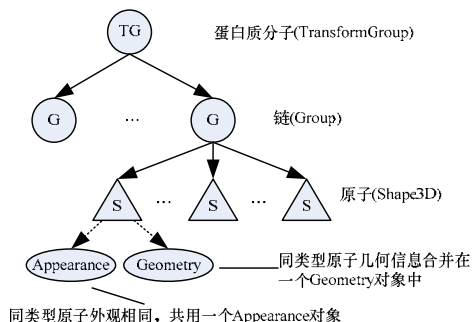 TG
蛋白质分子(TransformGroup)
G
...
G
链(Group)
S
...
S
...
S
原子(Shape3D)
Appearance
Geometry
同类型原子几何信息合并在
一个Geometry对象中
同类型原子外观相同，共用一个Appearance对象